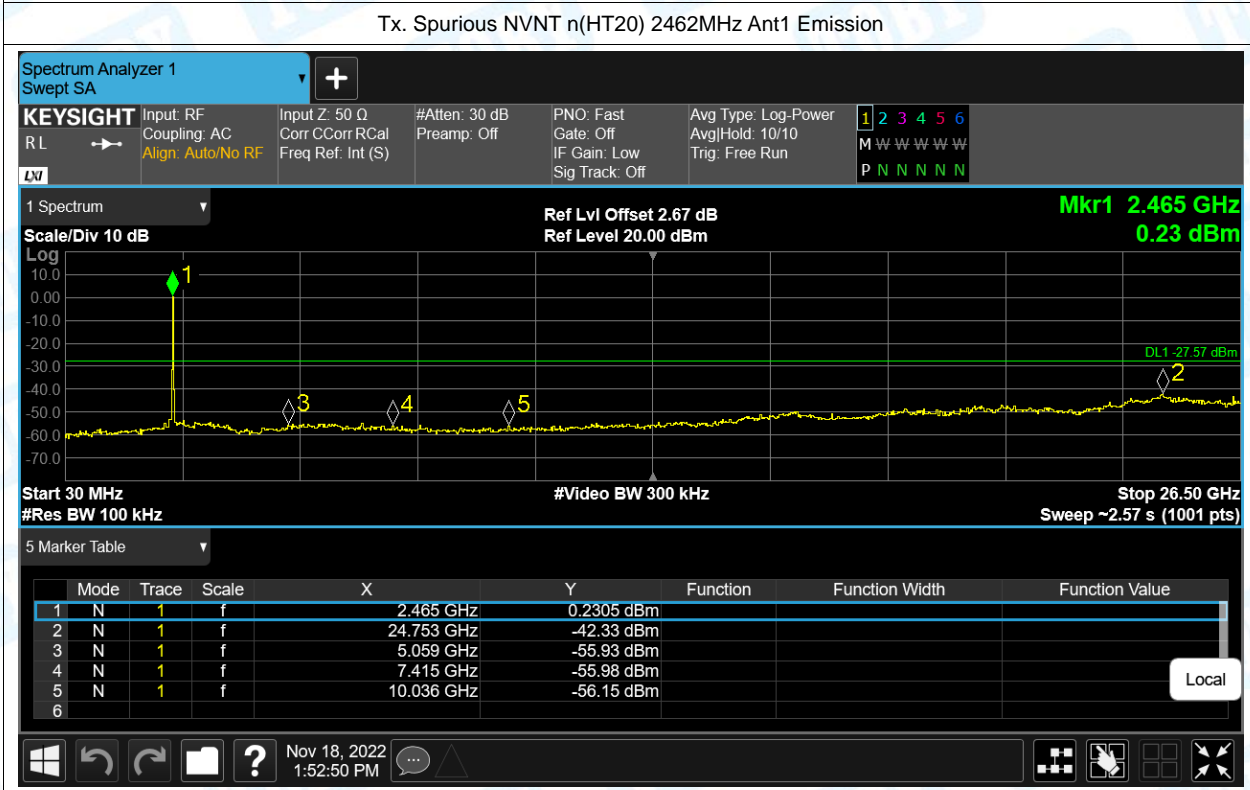 Tx. Spurious NVNT n(HT20) 2462MHz Ant1 Emission
Spectrum Analyzer 1
Swept SA
KEYSIGHT Input: RF Input Z: 50 Ω #Atten: 30 dB PNO: Fast Avg Type: Log-Power 1 2 3 4 5 6
R L Coupling: AC Corr CCorr RCal Preamp: Off Gate: Off Avg|Hold: 10/10 M W W W W W
Align: Auto/No RF Freq Ref: Int (S) IF Gain: Low Trig: Free Run
LXI Sig Track: Off P N N N N N
1 Spectrum Ref Lvl Offset 2.67 dB Mkr1 2.465 GHz
Scale/Div 10 dB Ref Level 20.00 dBm 0.23 dBm
Log
10.0 1
0.00
-10.0
-20.0
DL1 -27.57 dBm
-30.0
2
-40.0
3 4 5
-50.0
-60.0
-70.0
Start 30 MHz #Video BW 300 kHz Stop 26.50 GHz
#Res BW 100 kHz Sweep ~2.57 s (1001 pts)
5 Marker Table
Mode Trace Scale X Y Function Function Width Function Value
1 N 1 f 2.465 GHz 0.2305 dBm
2 N 1 f 24.753 GHz -42.33 dBm
3 N 1 f 5.059 GHz -55.93 dBm
4 N 1 f 7.415 GHz -55.98 dBm
5 N 1 f 10.036 GHz -56.15 dBm
6
Local
? Nov 18, 2022
1:52:50 PM